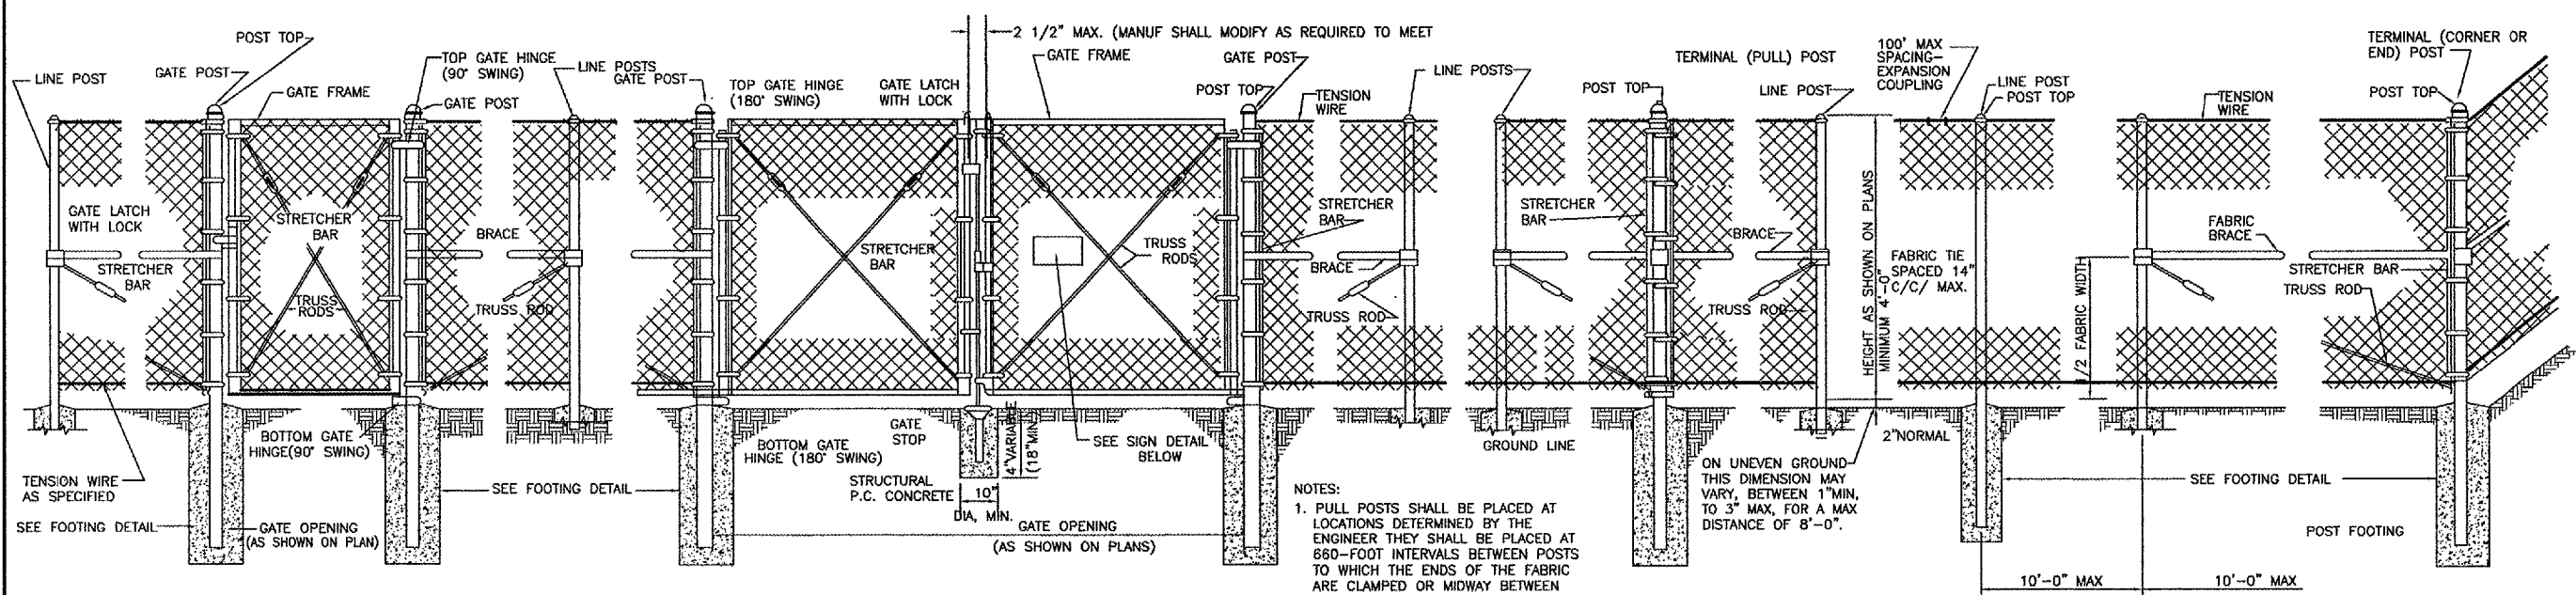 2 1/2" MAX. (MANUF SHALL MODIFY AS REQUIRED TO MEET
POST TOP
LINE POST
GATE POST
TOP GATE HINGE
(90° SWING)
GATE FRAME
GATE POST
LINE POSTS
GATE POST
TOP GATE HINGE
(180° SWING)
GATE LATCH
WITH LOCK
GATE FRAME
GATE POST
POST TOP
TENSION
WIRE
LINE POSTS
POST TOP
TERMINAL (PULL) POST
LINE POST
100' MAX
SPACING-
EXPANSION
COUPLING
LINE POST
POST TOP
TENSION
WIRE
TERMINAL (CORNER OR
END) POST
POST TOP
GATE LATCH
WITH LOCK
STRETCHER
BAR
STRETCHER
BAR
TRUSS
RODS
BRACE
TRUSS ROD
STRETCHER
BAR
TRUSS
RODS
STRETCHER
BAR
BRACE
TRUSS ROD
STRETCHER
BAR
BRACE
TRUSS ROD
HEIGHT AS SHOWN ON PLANS
MINIMUM 4'-0"
FABRIC TIE
SPACED 14"
C/C/ MAX.
1/2 FABRIC WIDTH
FABRIC
BRACE
STRETCHER BAR
TRUSS ROD
TENSION WIRE
AS SPECIFIED
SEE FOOTING DETAIL
BOTTOM GATE
HINGE(90° SWING)
GATE OPENING
(AS SHOWN ON PLAN)
SEE FOOTING DETAIL
BOTTOM GATE
HINGE (180° SWING)
GATE
STOP
STRUCTURAL
P.C. CONCRETE
4"VARIABLE
(18"MIN.)
10"
DIA, MIN.
GATE OPENING
(AS SHOWN ON PLANS)
SEE SIGN DETAIL
BELOW
GROUND LINE
NOTES:
1. PULL POSTS SHALL BE PLACED AT
LOCATIONS DETERMINED BY THE
ENGINEER THEY SHALL BE PLACED AT
660-FOOT INTERVALS BETWEEN POSTS
TO WHICH THE ENDS OF THE FABRIC
ARE CLAMPED OR MIDWAY BETWEEN
2"NORMAL
ON UNEVEN GROUND
THIS DIMENSION MAY
VARY, BETWEEN 1"MIN,
TO 3" MAX, FOR A MAX
DISTANCE OF 8'-0".
SEE FOOTING DETAIL
POST FOOTING
10'-0" MAX
10'-0" MAX